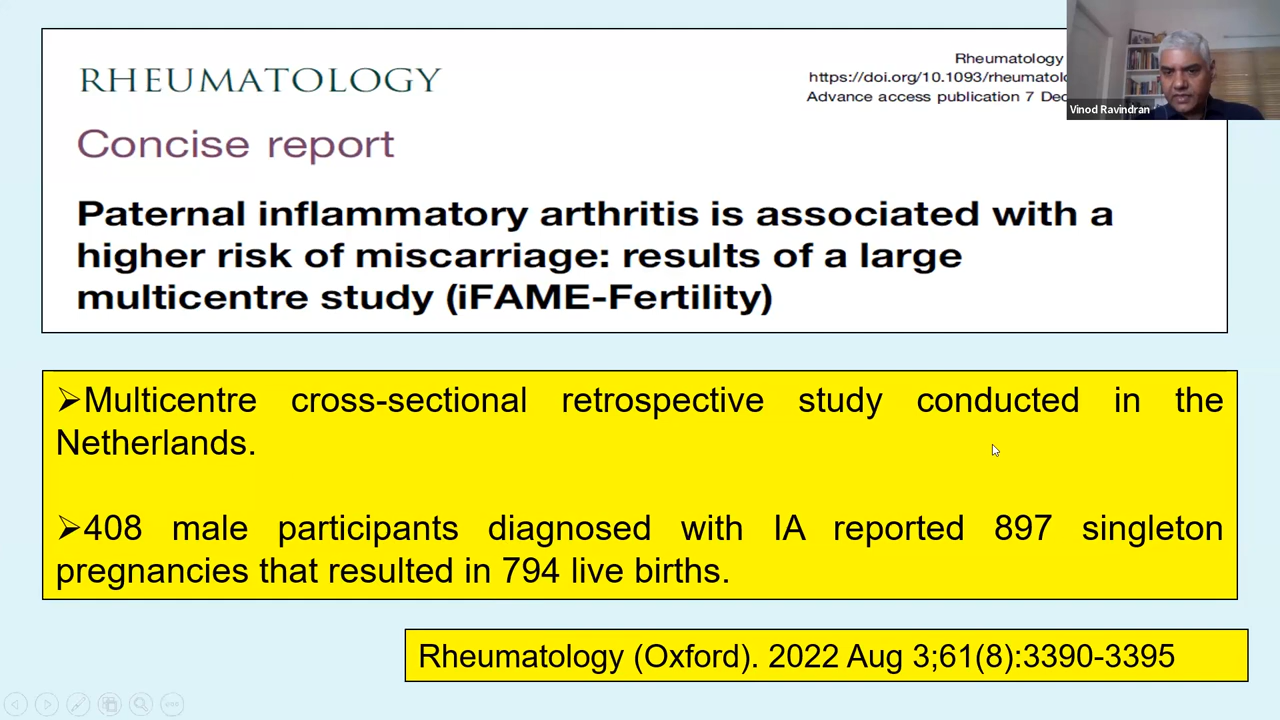 RHEUMATOLOGY
Rheumatology
https://doi.org/10.1093/rheumatolo
Advance access publication 7 Dec
Vinod Ravindran
Concise report
Paternal inflammatory arthritis is associated with a
higher risk of miscarriage: results of a large
multicentre study (iFAME-Fertility)
➢Multicentre cross-sectional retrospective study conducted in the
Netherlands.
➢408 male participants diagnosed with IA reported 897 singleton
pregnancies that resulted in 794 live births.
Rheumatology (Oxford). 2022 Aug 3;61(8):3390-3395